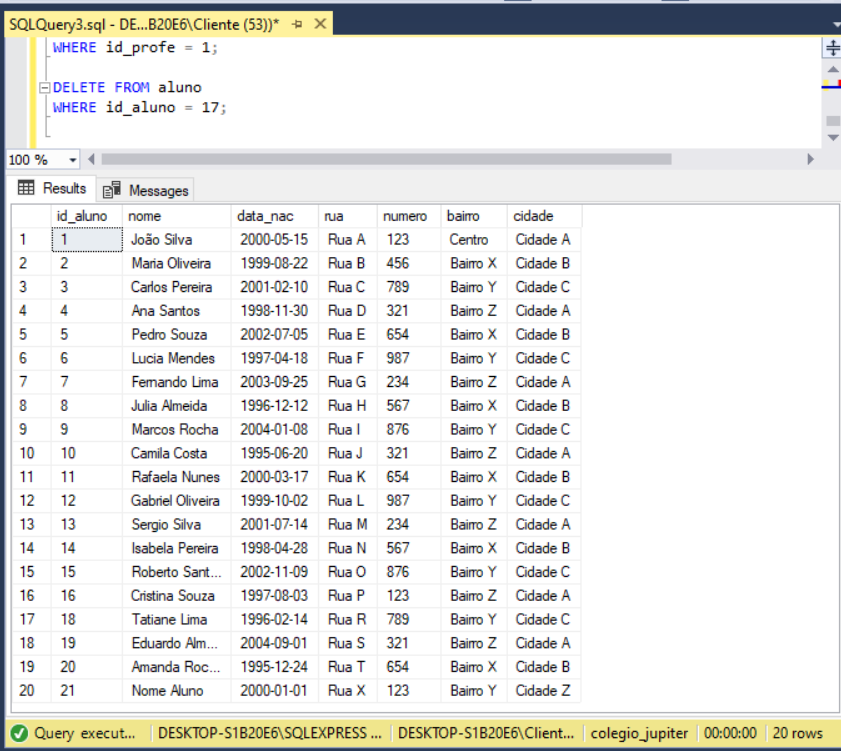 SQLQuery3.sql - DE...B20E6\Cliente (53))*
WHERE id_profe = 1;
DELETE FROM aluno
WHERE id_aluno = 17;
100 %
Results Messages
id_aluno nome data_nac rua numero bairro cidade
1 1 João Silva 2000-05-15 Rua A 123 Centro Cidade A
2 2 Maria Oliveira 1999-08-22 Rua B 456 Bairro X Cidade B
3 3 Carlos Pereira 2001-02-10 Rua C 789 Bairro Y Cidade C
4 4 Ana Santos 1998-11-30 Rua D 321 Bairro Z Cidade A
5 5 Pedro Souza 2002-07-05 Rua E 654 Bairro X Cidade B
6 6 Lucia Mendes 1997-04-18 Rua F 987 Bairro Y Cidade C
7 7 Fernando Lima 2003-09-25 Rua G 234 Bairro Z Cidade A
8 8 Julia Almeida 1996-12-12 Rua H 567 Bairro X Cidade B
9 9 Marcos Rocha 2004-01-08 Rua I 876 Bairro Y Cidade C
10 10 Camila Costa 1995-06-20 Rua J 321 Bairro Z Cidade A
11 11 Rafaela Nunes 2000-03-17 Rua K 654 Bairro X Cidade B
12 12 Gabriel Oliveira 1999-10-02 Rua L 987 Bairro Y Cidade C
13 13 Sergio Silva 2001-07-14 Rua M 234 Bairro Z Cidade A
14 14 Isabela Pereira 1998-04-28 Rua N 567 Bairro X Cidade B
15 15 Roberto Sant... 2002-11-09 Rua O 876 Bairro Y Cidade C
16 16 Cristina Souza 1997-08-03 Rua P 123 Bairro Z Cidade A
17 18 Tatiane Lima 1996-02-14 Rua R 789 Bairro Y Cidade C
18 19 Eduardo Alm... 2004-09-01 Rua S 321 Bairro Z Cidade A
19 20 Amanda Roc... 1995-12-24 Rua T 654 Bairro X Cidade B
20 21 Nome Aluno 2000-01-01 Rua X 123 Bairro Y Cidade Z
Query execut... DESKTOP-S1B20E6\SQLEXPRESS ... DESKTOP-S1B20E6\Client... colegio_jupiter 00:00:00 20 rows